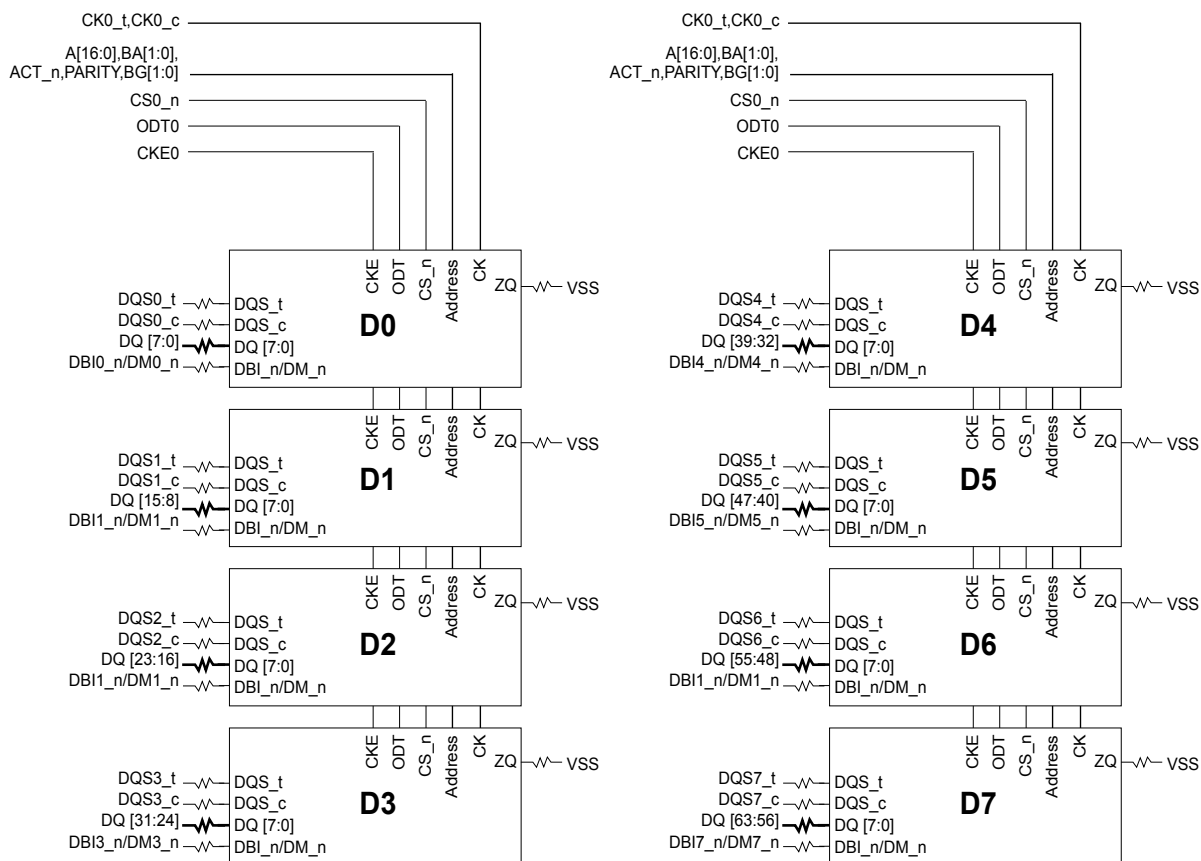 CK0_t,CK0_c
A[16:0],BA[1:0],
ACT_n,PARITY,BG[1:0]
CS0_n
ODT0
CKE0
CKE
ODT
CS_n
Address
CK
ZQ
VSS
DQS0_t
DQS0_c
DQ [7:0]
DBI0_n/DM0_n
DQS_t
DQS_c
DQ [7:0]
DBI_n/DM_n
D0
CKE
ODT
CS_n
Address
CK
ZQ
VSS
DQS1_t
DQS1_c
DQ [15:8]
DBI1_n/DM1_n
DQS_t
DQS_c
DQ [7:0]
DBI_n/DM_n
D1
CKE
ODT
CS_n
Address
CK
ZQ
VSS
DQS2_t
DQS2_c
DQ [23:16]
DBI1_n/DM1_n
DQS_t
DQS_c
DQ [7:0]
DBI_n/DM_n
D2
CKE
ODT
CS_n
Address
CK
ZQ
VSS
DQS3_t
DQS3_c
DQ [31:24]
DBI3_n/DM3_n
DQS_t
DQS_c
DQ [7:0]
DBI_n/DM_n
D3
CK0_t,CK0_c
A[16:0],BA[1:0],
ACT_n,PARITY,BG[1:0]
CS0_n
ODT0
CKE0
CKE
ODT
CS_n
Address
CK
ZQ
VSS
DQS4_t
DQS4_c
DQ [39:32]
DBI4_n/DM4_n
DQS_t
DQS_c
DQ [7:0]
DBI_n/DM_n
D4
CKE
ODT
CS_n
Address
CK
ZQ
VSS
DQS5_t
DQS5_c
DQ [47:40]
DBI5_n/DM5_n
DQS_t
DQS_c
DQ [7:0]
DBI_n/DM_n
D5
CKE
ODT
CS_n
Address
CK
ZQ
VSS
DQS6_t
DQS6_c
DQ [55:48]
DBI1_n/DM1_n
DQS_t
DQS_c
DQ [7:0]
DBI_n/DM_n
D6
CKE
ODT
CS_n
Address
CK
ZQ
VSS
DQS7_t
DQS7_c
DQ [63:56]
DBI7_n/DM7_n
DQS_t
DQS_c
DQ [7:0]
DBI_n/DM_n
D7